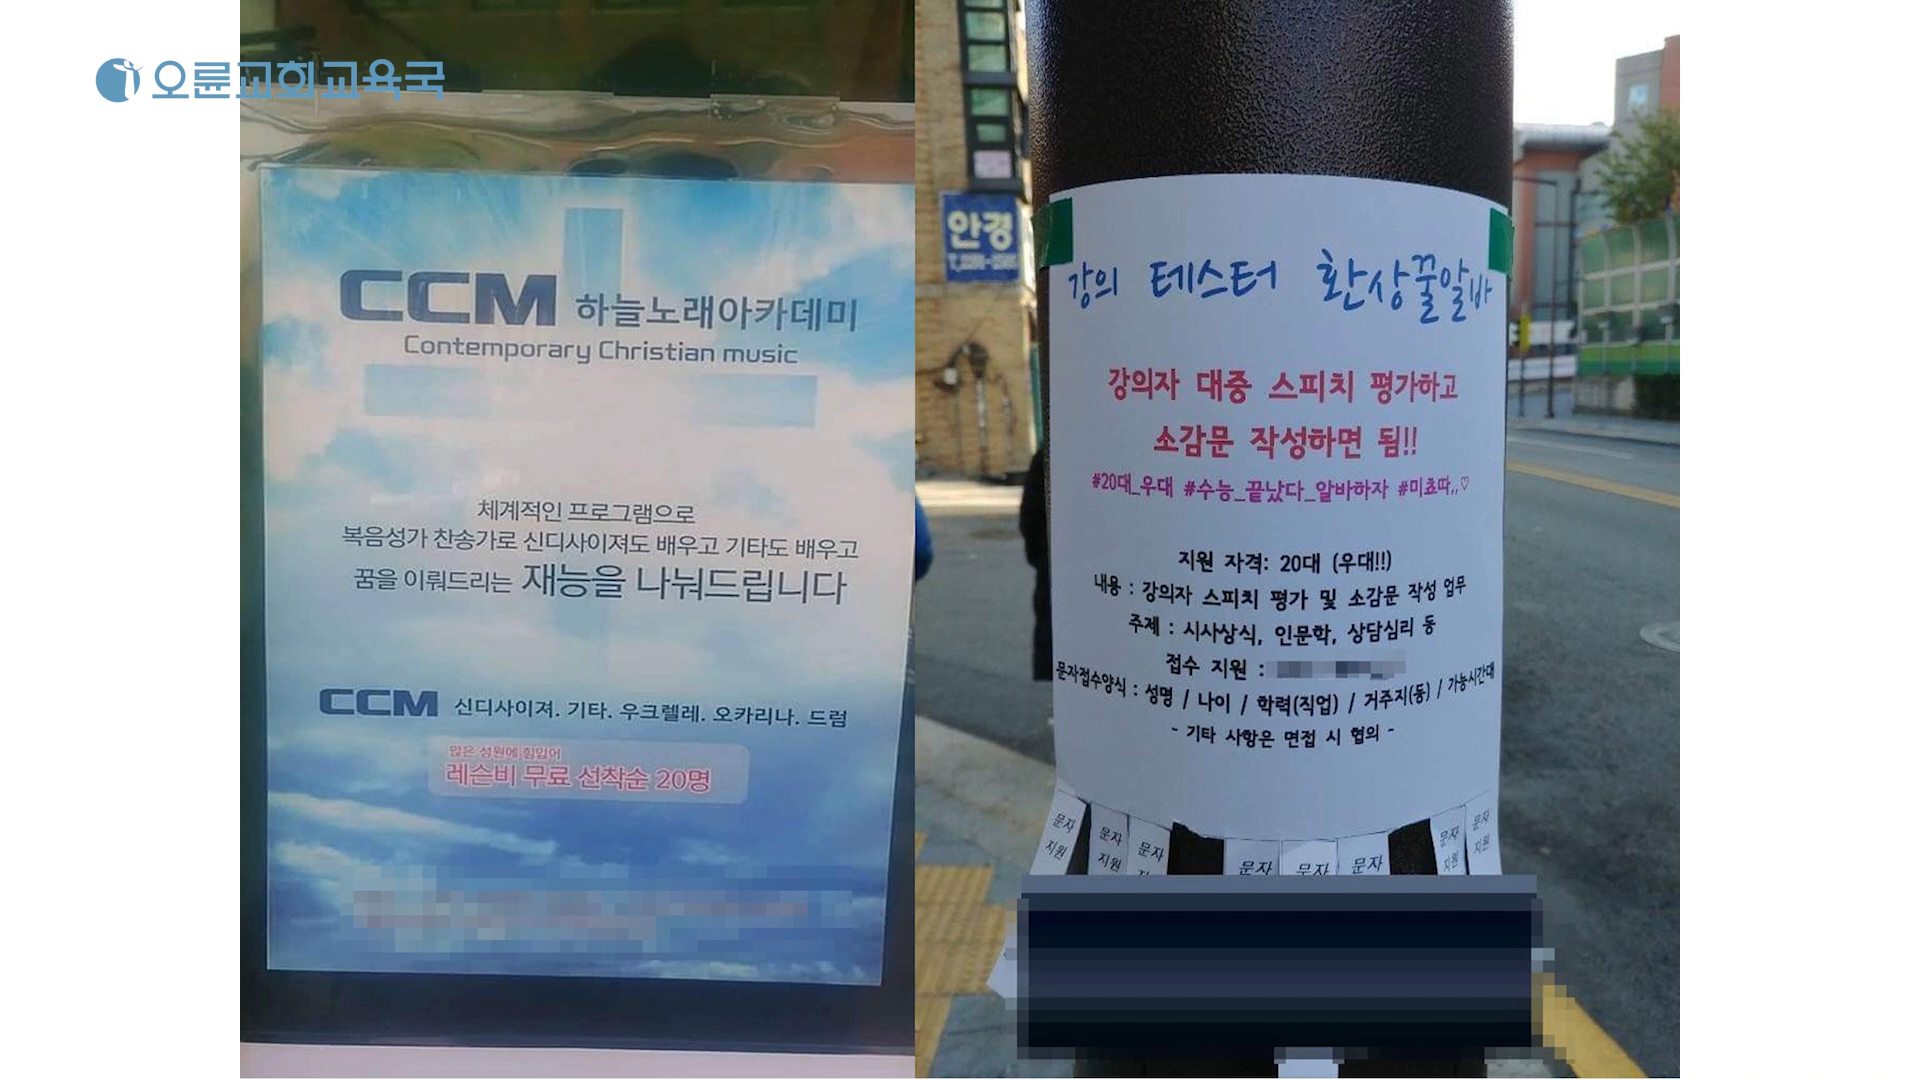 오륜교회교육국
CCM 하늘노래아카데미
Contemporary Christian music
체계적인 프로그램으로
복음성가 찬송가로 신디사이져도 배우고 기타도 배우고
꿈을 이뤄드리는 재능을 나눠드립니다
CCM 신디사이져. 기타. 우크렐레. 오카리나. 드럼
많은 성원에 힘입어
레슨비 무료 선착순 20명
안경
강의 테스터 환상꿀알바
강의자 대중 스피치 평가하고
소감문 작성하면 됨!!
#20대_우대 #수능_끝났다_알바하자 #미쵸따,,♡
지원 자격: 20대 (우대!!)
내용 : 강의자 스피치 평가 및 소감문 작성 업무
주제 : 시사상식, 인문학, 상담심리 등
접수 지원 :
문자접수양식 : 성명 / 나이 / 학력(직업) / 거주지(동) / 가능시간대
- 기타 사항은 면접 시 협의 -
문자
지원
문자
지원
문자
문자
문자
문자
문자
지원
문자
지원